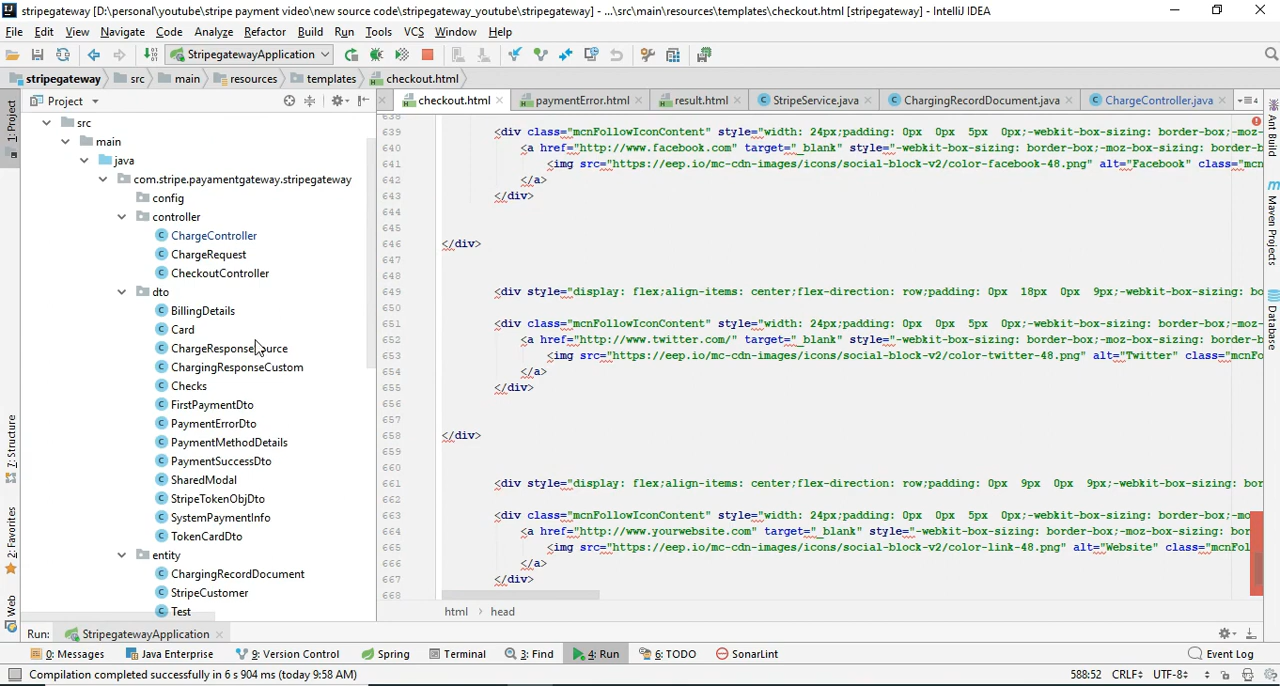 stripegateway [D:\personal\youtube\stripe payment video\new source code\stripegateway_youtube\stripegateway] - ...\src\main\resources\templates\checkout.html [stripegateway] - IntelliJ IDEA
File Edit View Navigate Code Analyze Refactor Build Run Tools VCS Window Help
StripegatewayApplication
stripegateway src main resources templates checkout.html
Project
checkout.html paymentError.html result.html StripeService.java ChargingRecordDocument.java ChargeController.java
1: Project
7: Structure
2: Favorites
Web
Ant Build
Maven Projects
Database
src
main
java
com.stripe.payamentgateway.stripegateway
config
controller
ChargeController
ChargeRequest
CheckoutController
dto
BillingDetails
Card
ChargeResponse
ChargingResponseCustom
Checks
FirstPaymentDto
PaymentErrorDto
PaymentMethodDetails
PaymentSuccessDto
SharedModal
StripeTokenObjDto
SystemPaymentInfo
TokenCardDto
entity
ChargingRecordDocument
StripeCustomer
Test
638
639 <div class="mcnFollowIconContent" style="width: 24px;padding: 0px 0px 5px 0px;-webkit-box-sizing: border-box;-moz-
640 <a href="http://www.facebook.com" target="_blank" style="-webkit-box-sizing: border-box;-moz-box-sizing: border-b
641 <img src="https://eep.io/mc-cdn-images/icons/social-block-v2/color-facebook-48.png" alt="Facebook" class="mcn
642 </a>
643 </div>
644
645
646 </div>
647
648
649 <div style="display: flex;align-items: center;flex-direction: row;padding: 0px 18px 0px 9px;-webkit-box-sizing: bo
650
651 <div class="mcnFollowIconContent" style="width: 24px;padding: 0px 0px 5px 0px;-webkit-box-sizing: border-box;-moz-
652 <a href="http://www.twitter.com/" target="_blank" style="-webkit-box-sizing: border-box;-moz-box-sizing: border-b
653 <img src="https://eep.io/mc-cdn-images/icons/social-block-v2/color-twitter-48.png" alt="Twitter" class="mcnFo
654 </a>
655 </div>
656
657
658 </div>
659
660
661 <div style="display: flex;align-items: center;flex-direction: row;padding: 0px 9px 0px 9px;-webkit-box-sizing: bor
662
663 <div class="mcnFollowIconContent" style="width: 24px;padding: 0px 0px 5px 0px;-webkit-box-sizing: border-box;-mo
664 <a href="http://www.yourwebsite.com" target="_blank" style="-webkit-box-sizing: border-box;-moz-box-sizing: bor
665 <img src="https://eep.io/mc-cdn-images/icons/social-block-v2/color-link-48.png" alt="Website" class="mcnFol
666 </a>
667 </div>
668
html head
Run: StripegatewayApplication
0: Messages Java Enterprise 9: Version Control Spring Terminal 3: Find 4: Run 6: TODO SonarLint Event Log
Compilation completed successfully in 6 s 904 ms (today 9:58 AM) 588:52 CRLF UTF-8